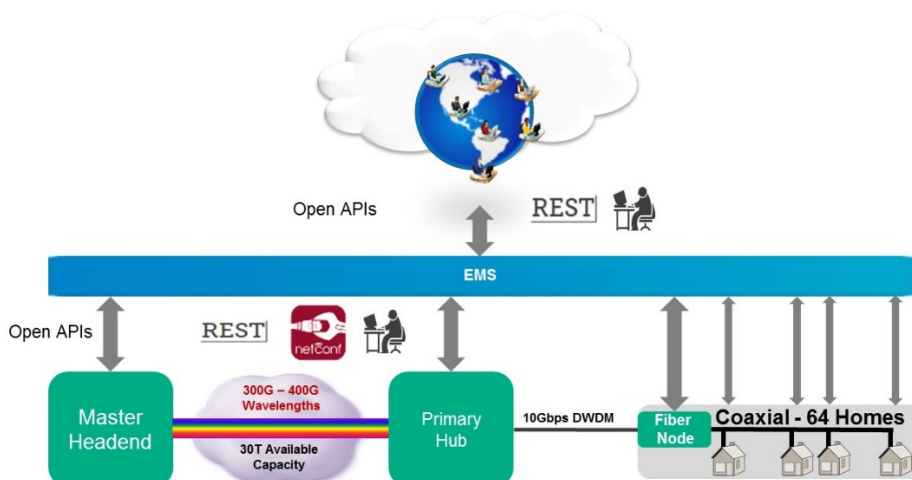 Open APIs
REST
EMS
Open APIs
REST
netconf
Master
Headend
300G – 400G
Wavelengths
30T Available
Capacity
Primary
Hub
10Gbps DWDM
Fiber
Node
Coaxial - 64 Homes